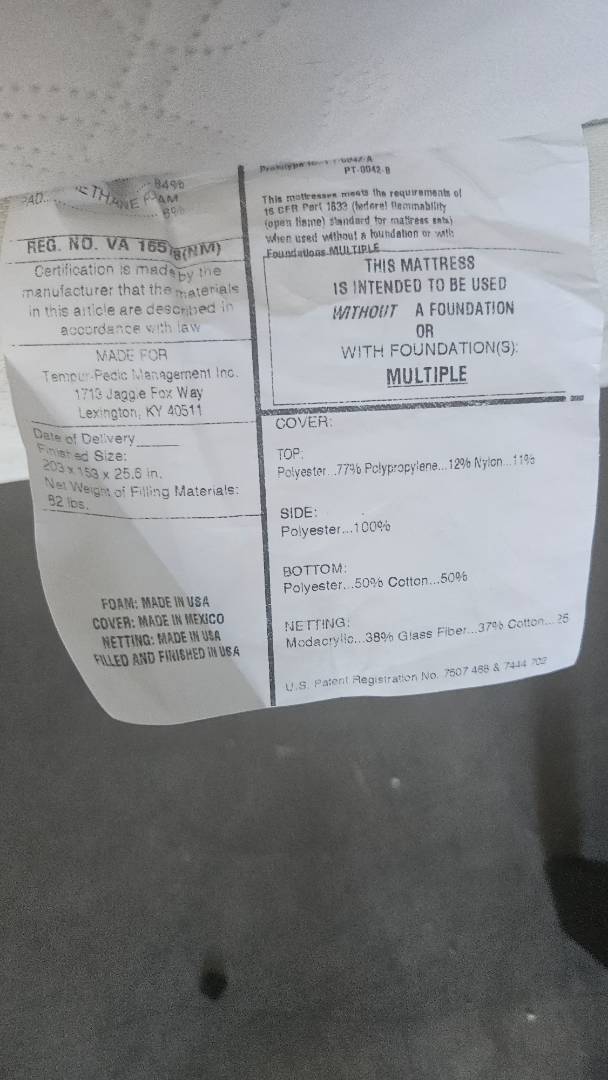 84%
PAD...
ETHANE FOAM
REG. NO. VA 165 (NM)
Certification is made by the
manufacturer that the materials
in this article are described in
accordance with law
MADE FOR
Tempur-Pedic Management Inc.
1713 Jaggie Fox Way
Lexington, KY 40511
Date of Delivery
Finished Size:
203 x 153 x 25.6 in.
Net Weight of Filling Materials:
82 lbs.
FOAM: MADE IN USA
COVER: MADE IN MEXICO
NETTING: MADE IN USA
FILLED AND FINISHED IN USA
PT-0042-B
This mattresses meets the requirements of
16 CFR Part 1633 (federal flammability
(open flame) standard for mattress sets)
when used without a foundation or with
Foundations MULTIPLE
THIS MATTRESS
IS INTENDED TO BE USED
WITHOUT A FOUNDATION
OR
WITH FOUNDATION(S):
MULTIPLE
COVER:
TOP:
Polyester...77% Polypropylene...12% Nylon...11%
SIDE:
Polyester...100%
BOTTOM:
Polyester...50% Cotton...50%
NETTING:
Modacrylic...38% Glass Fiber...37% Cotton...25
U.S. Patent Registration No. 7507 468 & 7444 702